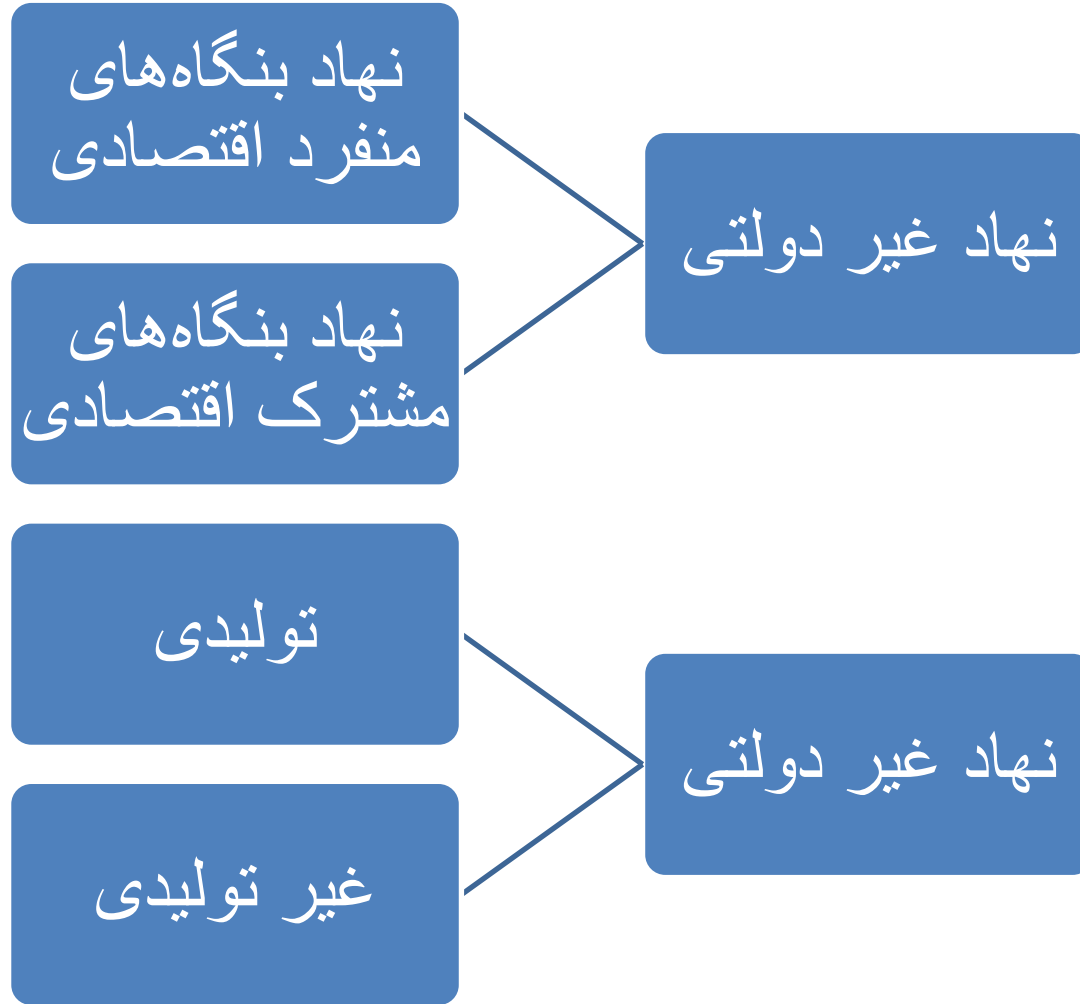 نهاد غیر دولتی
نهاد بنگاه‌های
منفرد اقتصادی
نهاد بنگاه‌های
مشترک اقتصادی
نهاد غیر دولتی
تولیدی
غیر تولیدی